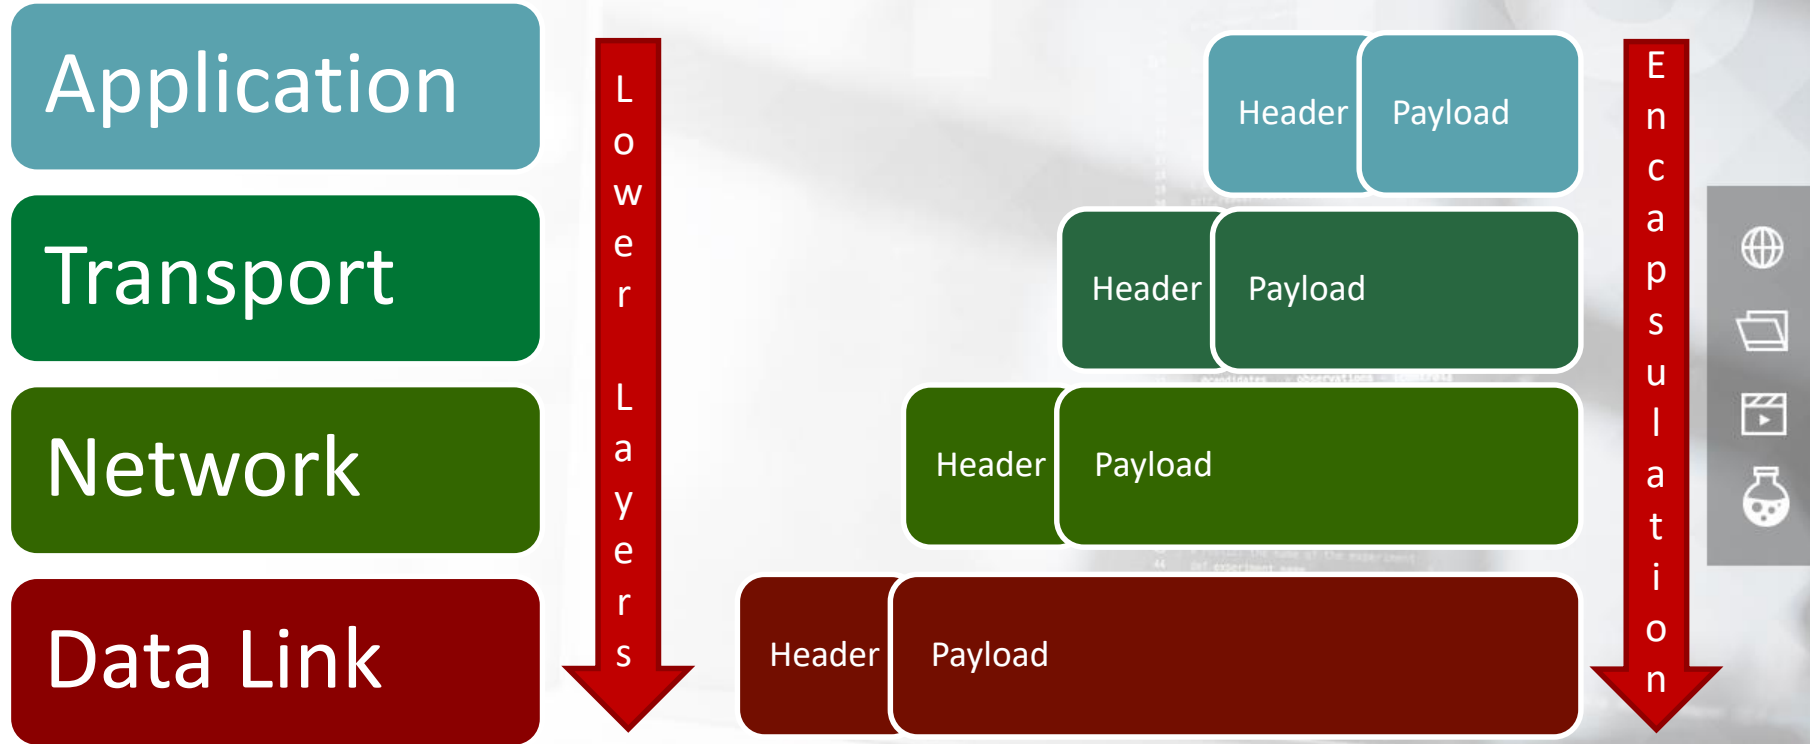 Application
Transport
Network
Data Link
Lower Layers
Header Payload
Header Payload
Header Payload
Header Payload
Encapsulation